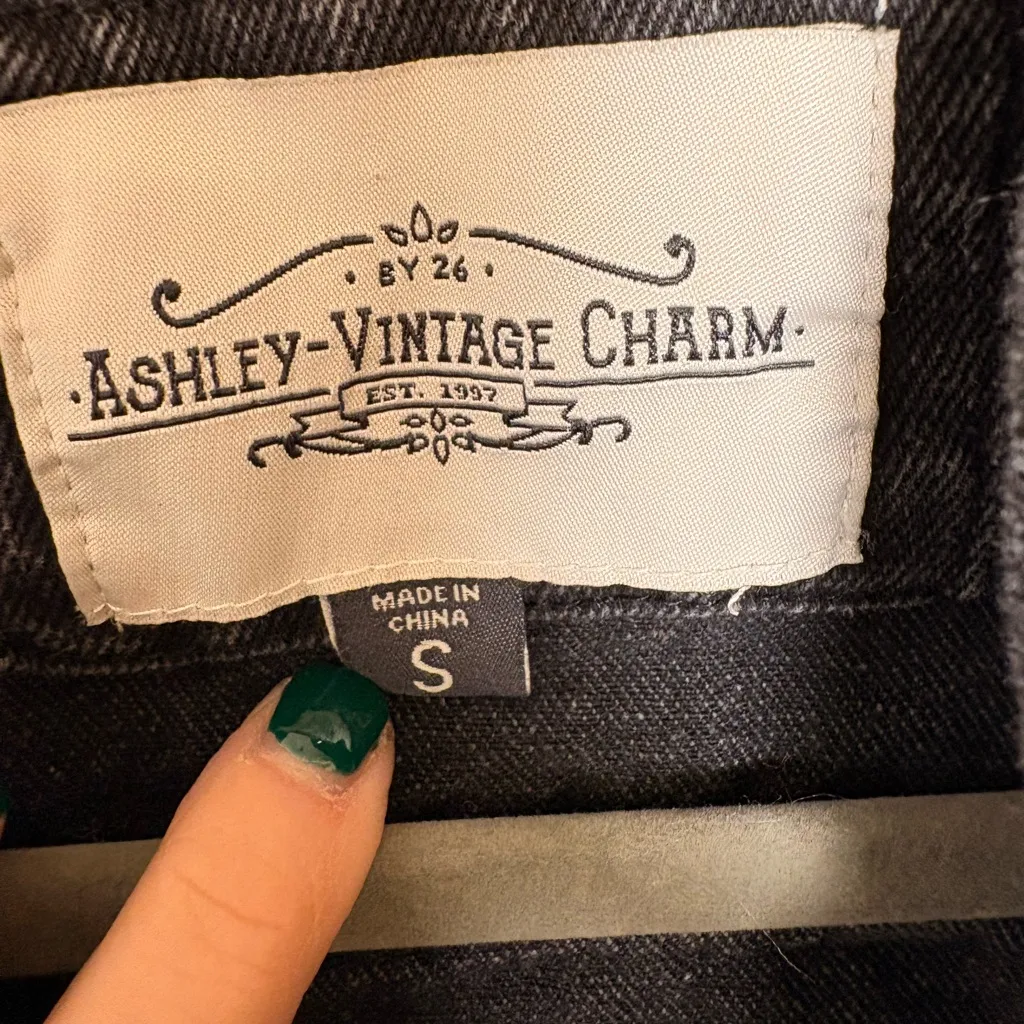 · BY 26 ·
·ASHLEY-VINTAGE CHARM·
EST. 1997
MADE IN
CHINA
S